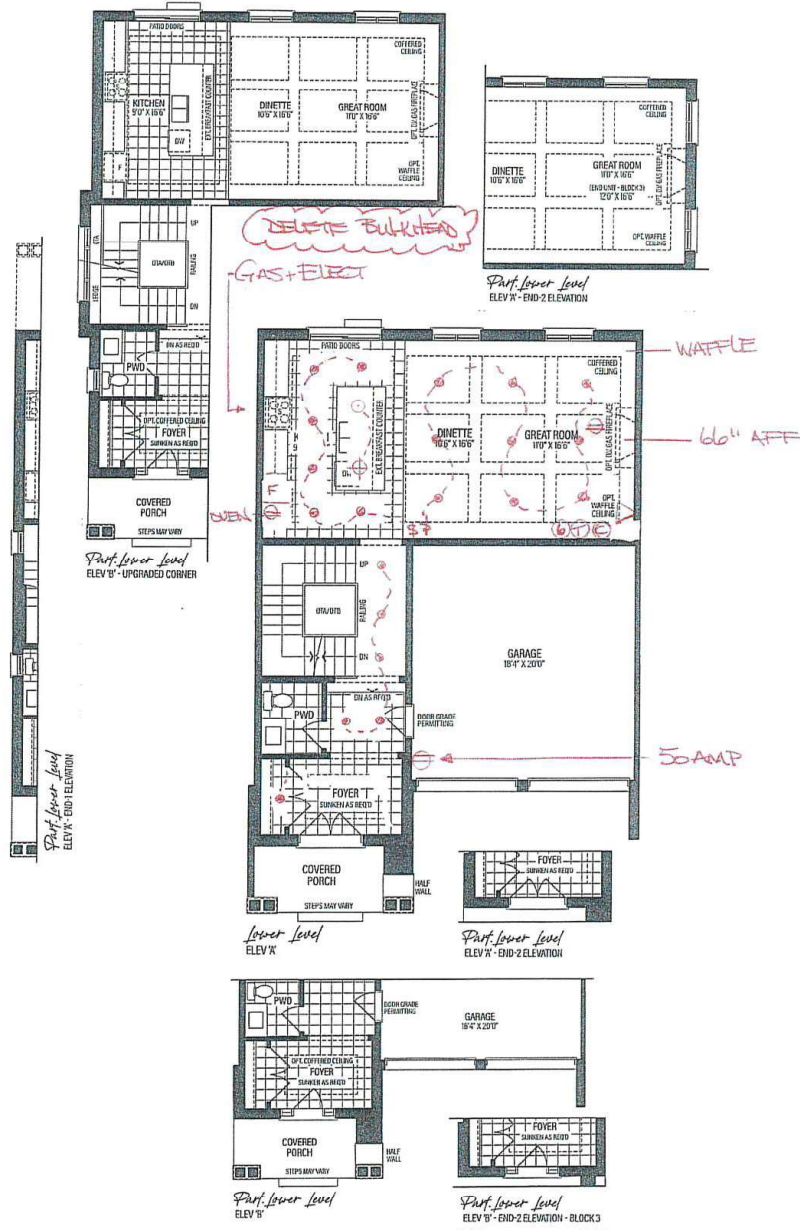 PATIO DOORS
COFFERED
CEILING
KITCHEN
9'0" X 16'6"
EXT. BREAKFAST COUNTER
DINETTE
10'6" X 16'6"
GREAT ROOM
11'0" X 16'6"
OPT. D.V. GAS FIREPLACE
DW
F
OPT.
WAFFLE
CEILING
COFFERED
CEILING
DINETTE
10'6" X 16'6"
GREAT ROOM
11'0" X 16'6"
(END UNIT - BLOCK 3)
12'0" X 16'6"
OPT. D.V. GAS FIREPLACE
OPT. WAFFLE
CEILING
Part. Lower Level
ELEV 'A' - END-2 ELEVATION
DELETE BULKHEAD
- GAS + ELECT
UP
OTA
OTA/OTB
RAILING
LEDGE
DN
DN AS REQ'D
PWD
OPT. COFFERED CEILING
FOYER
SUNKEN AS REQ'D
COVERED
PORCH
STEPS MAY VARY
Part. Lower Level
ELEV 'B' - UPGRADED CORNER
Part. Lower Level
ELEV 'A' - END-1 ELEVATION
PATIO DOORS
COFFERED
CEILING
WAFFLE
K
9
EXT. BREAKFAST COUNTER
DW
DINETTE
10'6" X 16'6"
GREAT ROOM
11'0" X 16'6"
OPT. D.V. GAS FIREPLACE
66" AFF
F
OVEN
OPT.
WAFFLE
CEILING
UP
OTA/OTB
RAILING
DN
GARAGE
18'4" X 20'0"
DN AS REQ'D
PWD
DOOR GRADE
PERMITTING
50 AMP
FOYER
SUNKEN AS REQ'D
COVERED
PORCH
HALF
WALL
STEPS MAY VARY
Lower Level
ELEV 'A'
FOYER
SUNKEN AS REQ'D
Part. Lower Level
ELEV 'A' - END-2 ELEVATION
PWD
DOOR GRADE
PERMITTING
GARAGE
18'4" X 20'0"
OPT. COFFERED CEILING
FOYER
SUNKEN AS REQ'D
COVERED
PORCH
HALF
WALL
STEPS MAY VARY
Part. Lower Level
ELEV 'B'
FOYER
SUNKEN AS REQ'D
Part. Lower Level
ELEV 'B' - END-2 ELEVATION - BLOCK 3